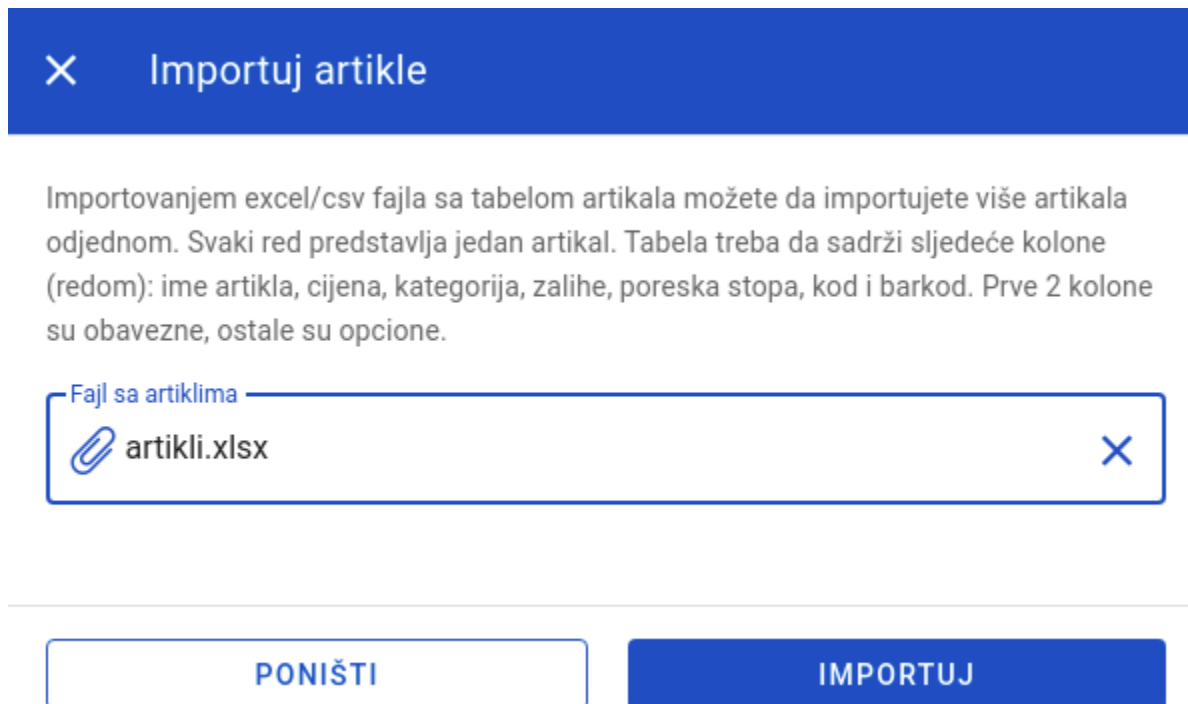 Importuj artikle
Importovanjem excel/csv fajla sa tabelom artikala možete da importujete više artikala
odjednom. Svaki red predstavlja jedan artikal. Tabela treba da sadrži sljedeće kolone
(redom): ime artikla, cijena, kategorija, zalihe, poreska stopa, kod i barkod. Prve 2 kolone
su obavezne, ostale su opcione.
Fajl sa artiklima
artikli.xlsx
PONIŠTI
IMPORTUJ